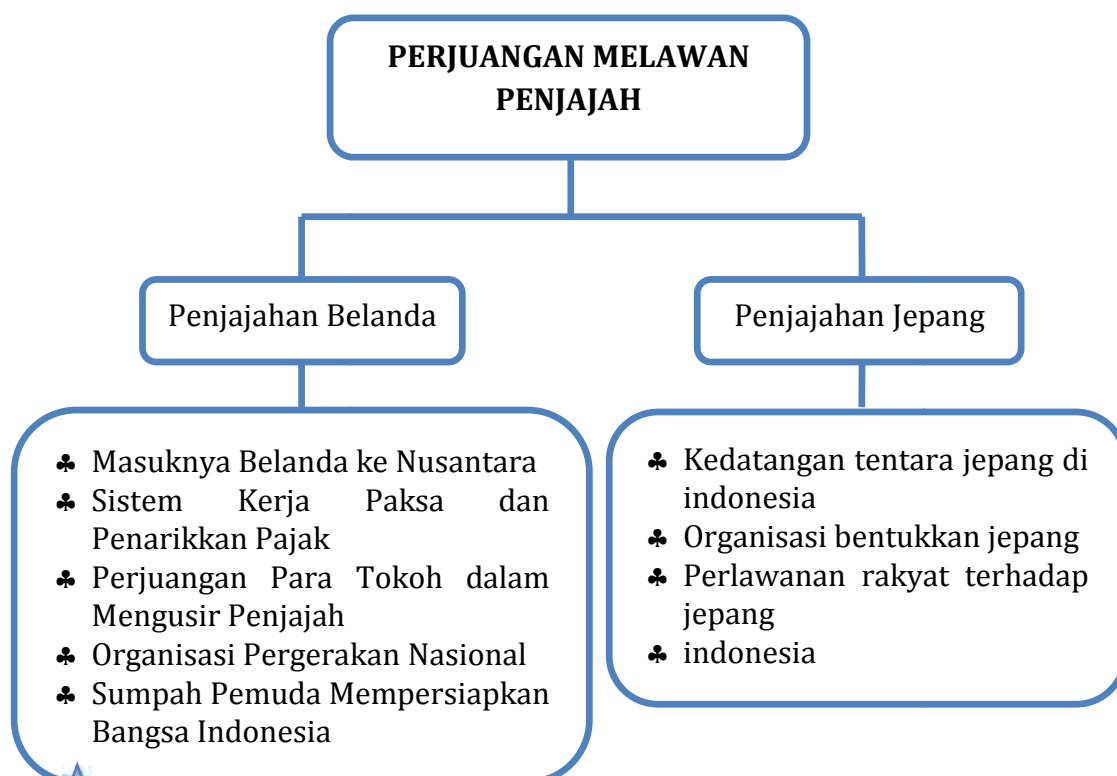 PERJUANGAN MELAWAN
PENJAJAH
Penjajahan Belanda
Penjajahan Jepang
♣ Masuknya Belanda ke Nusantara
♣ Sistem Kerja Paksa dan
Penarikkan Pajak
♣ Perjuangan Para Tokoh dalam
Mengusir Penjajah
♣ Organisasi Pergerakan Nasional
♣ Sumpah Pemuda Mempersiapkan
Bangsa Indonesia
♣ Kedatangan tentara jepang di
indonesia
♣ Organisasi bentukkan jepang
♣ Perlawanan rakyat terhadap
jepang
♣ indonesia